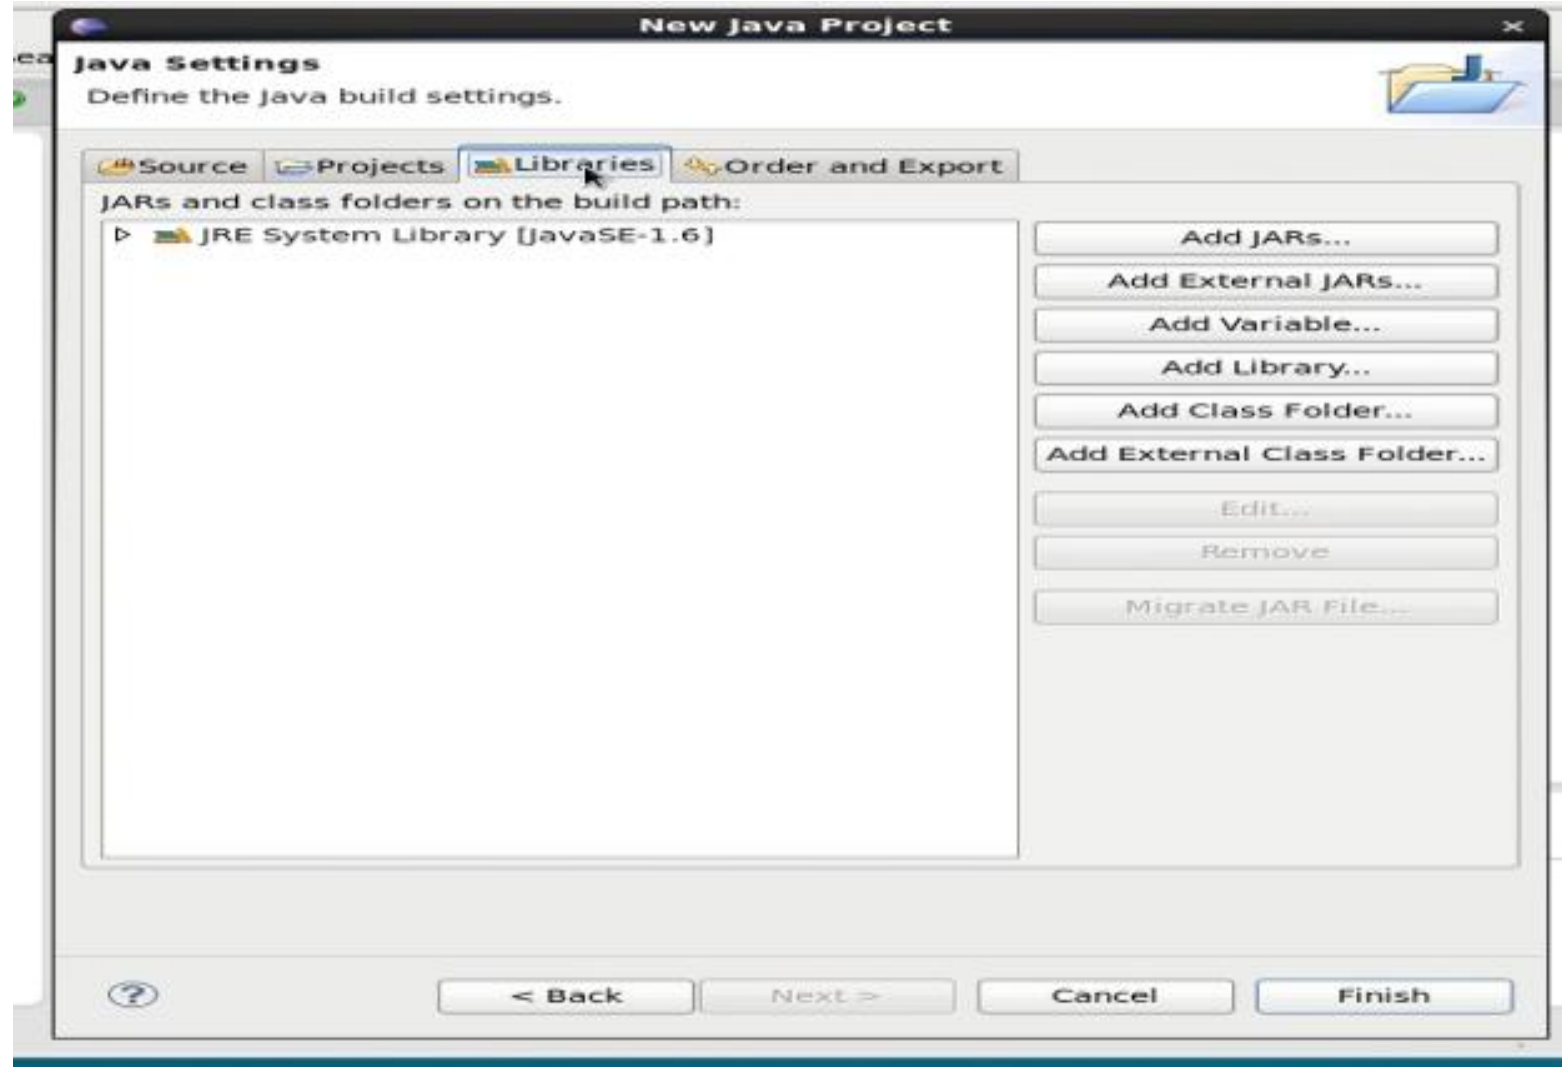 New Java Project
ea
Java Settings
Define the Java build settings.
Source Projects Libraries Order and Export
JARs and class folders on the build path:
JRE System Library [JavaSE-1.6]
Add JARs...
Add External JARs...
Add Variable...
Add Library...
Add Class Folder...
Add External Class Folder...
Edit...
Remove
Migrate JAR File...
< Back Next > Cancel Finish